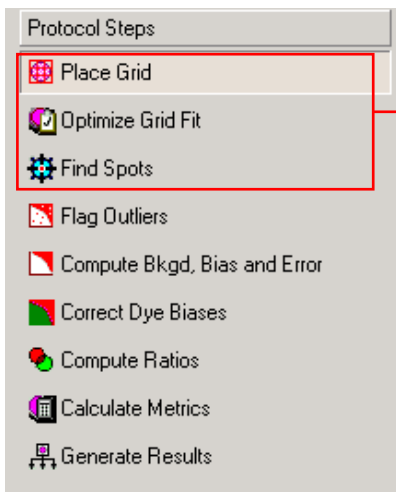 Protocol Steps
Place Grid
Optimize Grid Fit
Find Spots
Flag Outliers
Compute Bkgd, Bias and Error
Correct Dye Biases
Compute Ratios
Calculate Metrics
Generate Results